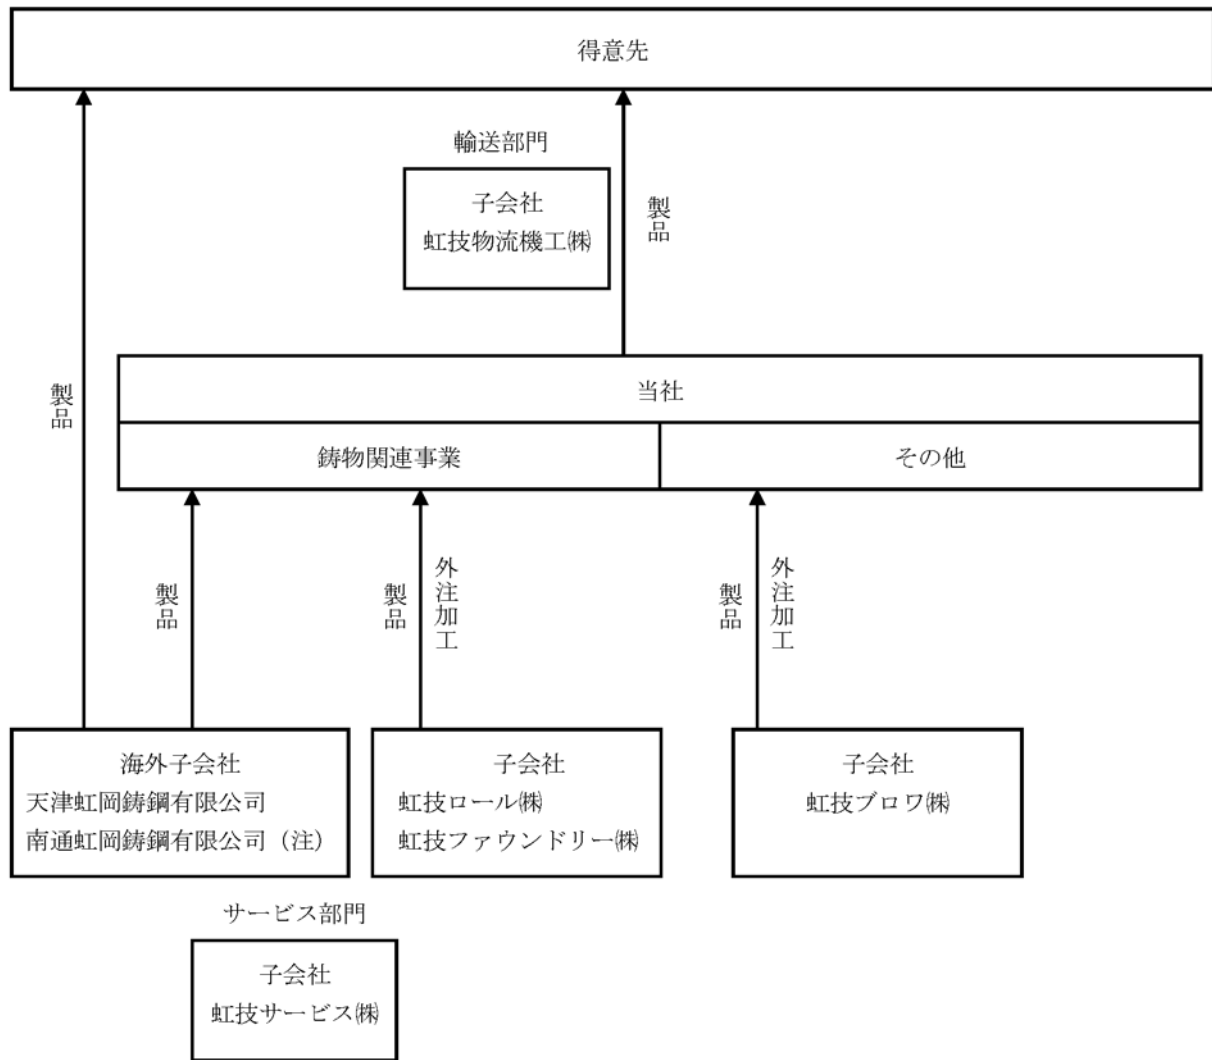 得意先
輸送部門
子会社
虹技物流機工㈱
製品
製品
当社
鋳物関連事業
その他
製品
製品
外注加工
製品
外注加工
海外子会社
天津虹岡鋳鋼有限公司
南通虹岡鋳鋼有限公司（注）
子会社
虹技ロール㈱
虹技ファウンドリー㈱
子会社
虹技ブロワ㈱
サービス部門
子会社
虹技サービス㈱